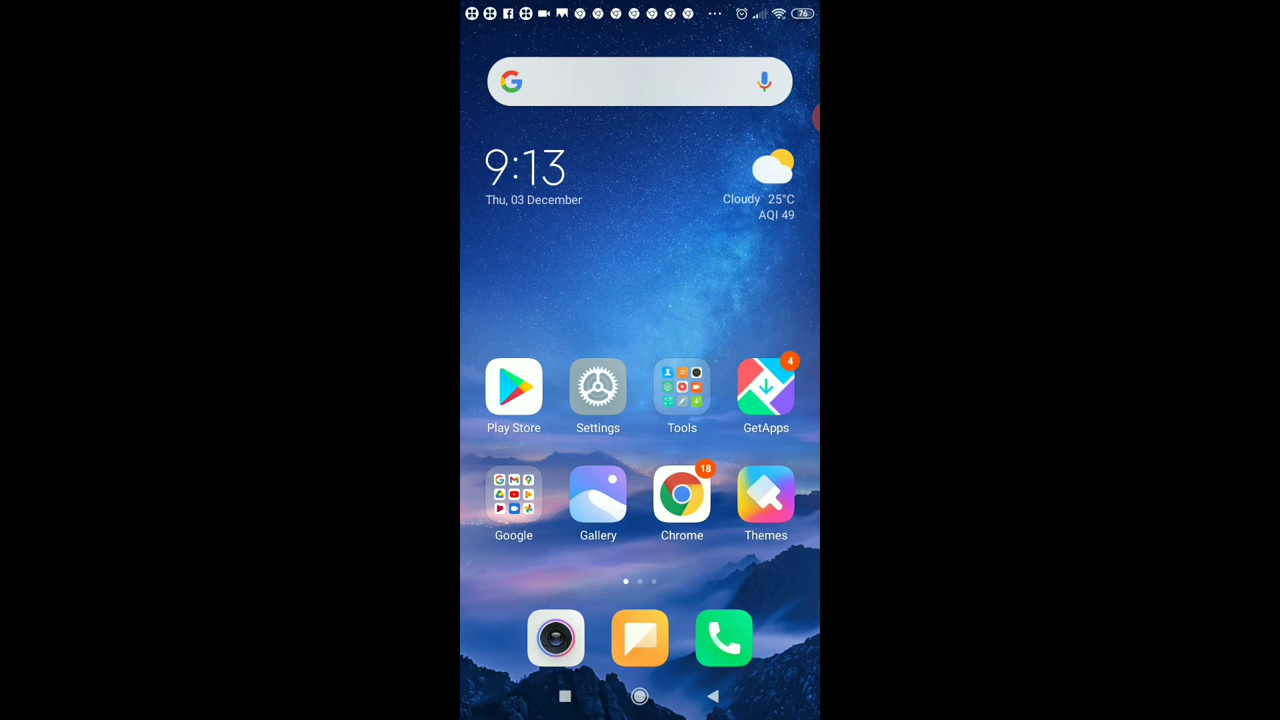 76
9:13
Thu, 03 December
Cloudy 25°C
AQI 49
4
Play Store
Settings
Tools
GetApps
18
Google
Gallery
Chrome
Themes